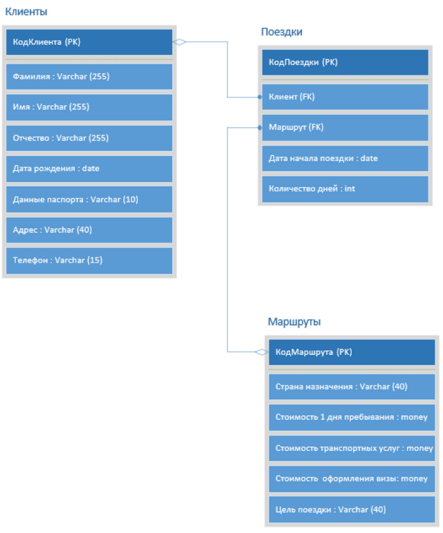 Клиенты
КодКлиента (PK)
Фамилия : Varchar (255)
Имя : Varchar (255)
Отчество : Varchar (255)
Дата рождения : date
Данные паспорта : Varchar (10)
Адрес : Varchar (40)
Телефон : Varchar (15)
Поездки
КодПоездки (PK)
Клиент (FK)
Маршрут (FK)
Дата начала поездки : date
Количество дней : int
Маршруты
КодМаршрута (PK)
Страна назначения : Varchar (40)
Стоимость 1 дня пребывания : money
Стоимость транспортных услуг : money
Стоимость оформления визы: money
Цель поездки : Varchar (40)